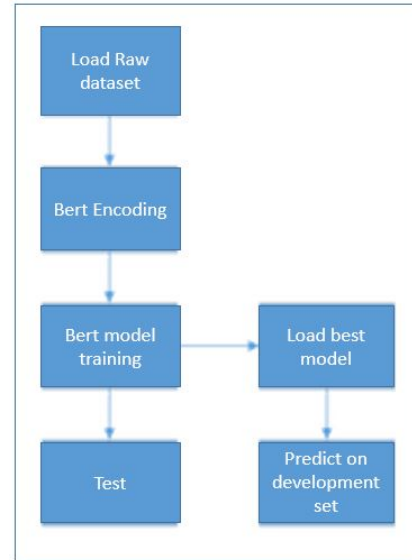 Load Raw
dataset
Bert Encoding
Bert model
training
Load best
model
Test
Predict on
development
set